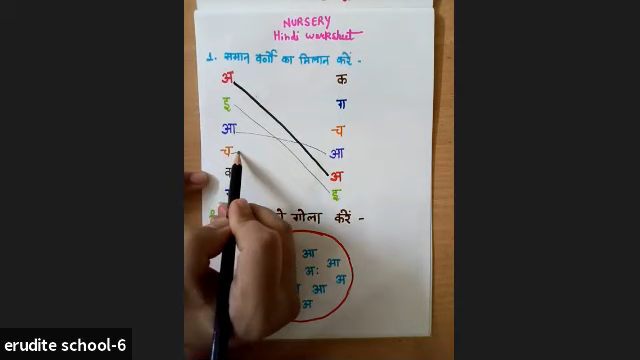 NURSERY
Hindi Worksheet
1. समान वर्णों का मिलान करें -
अ क
इ ग
आ च
च आ
क अ
इ
गोला करें -
आ
अः आ
आ अ
अ
erudite school-6